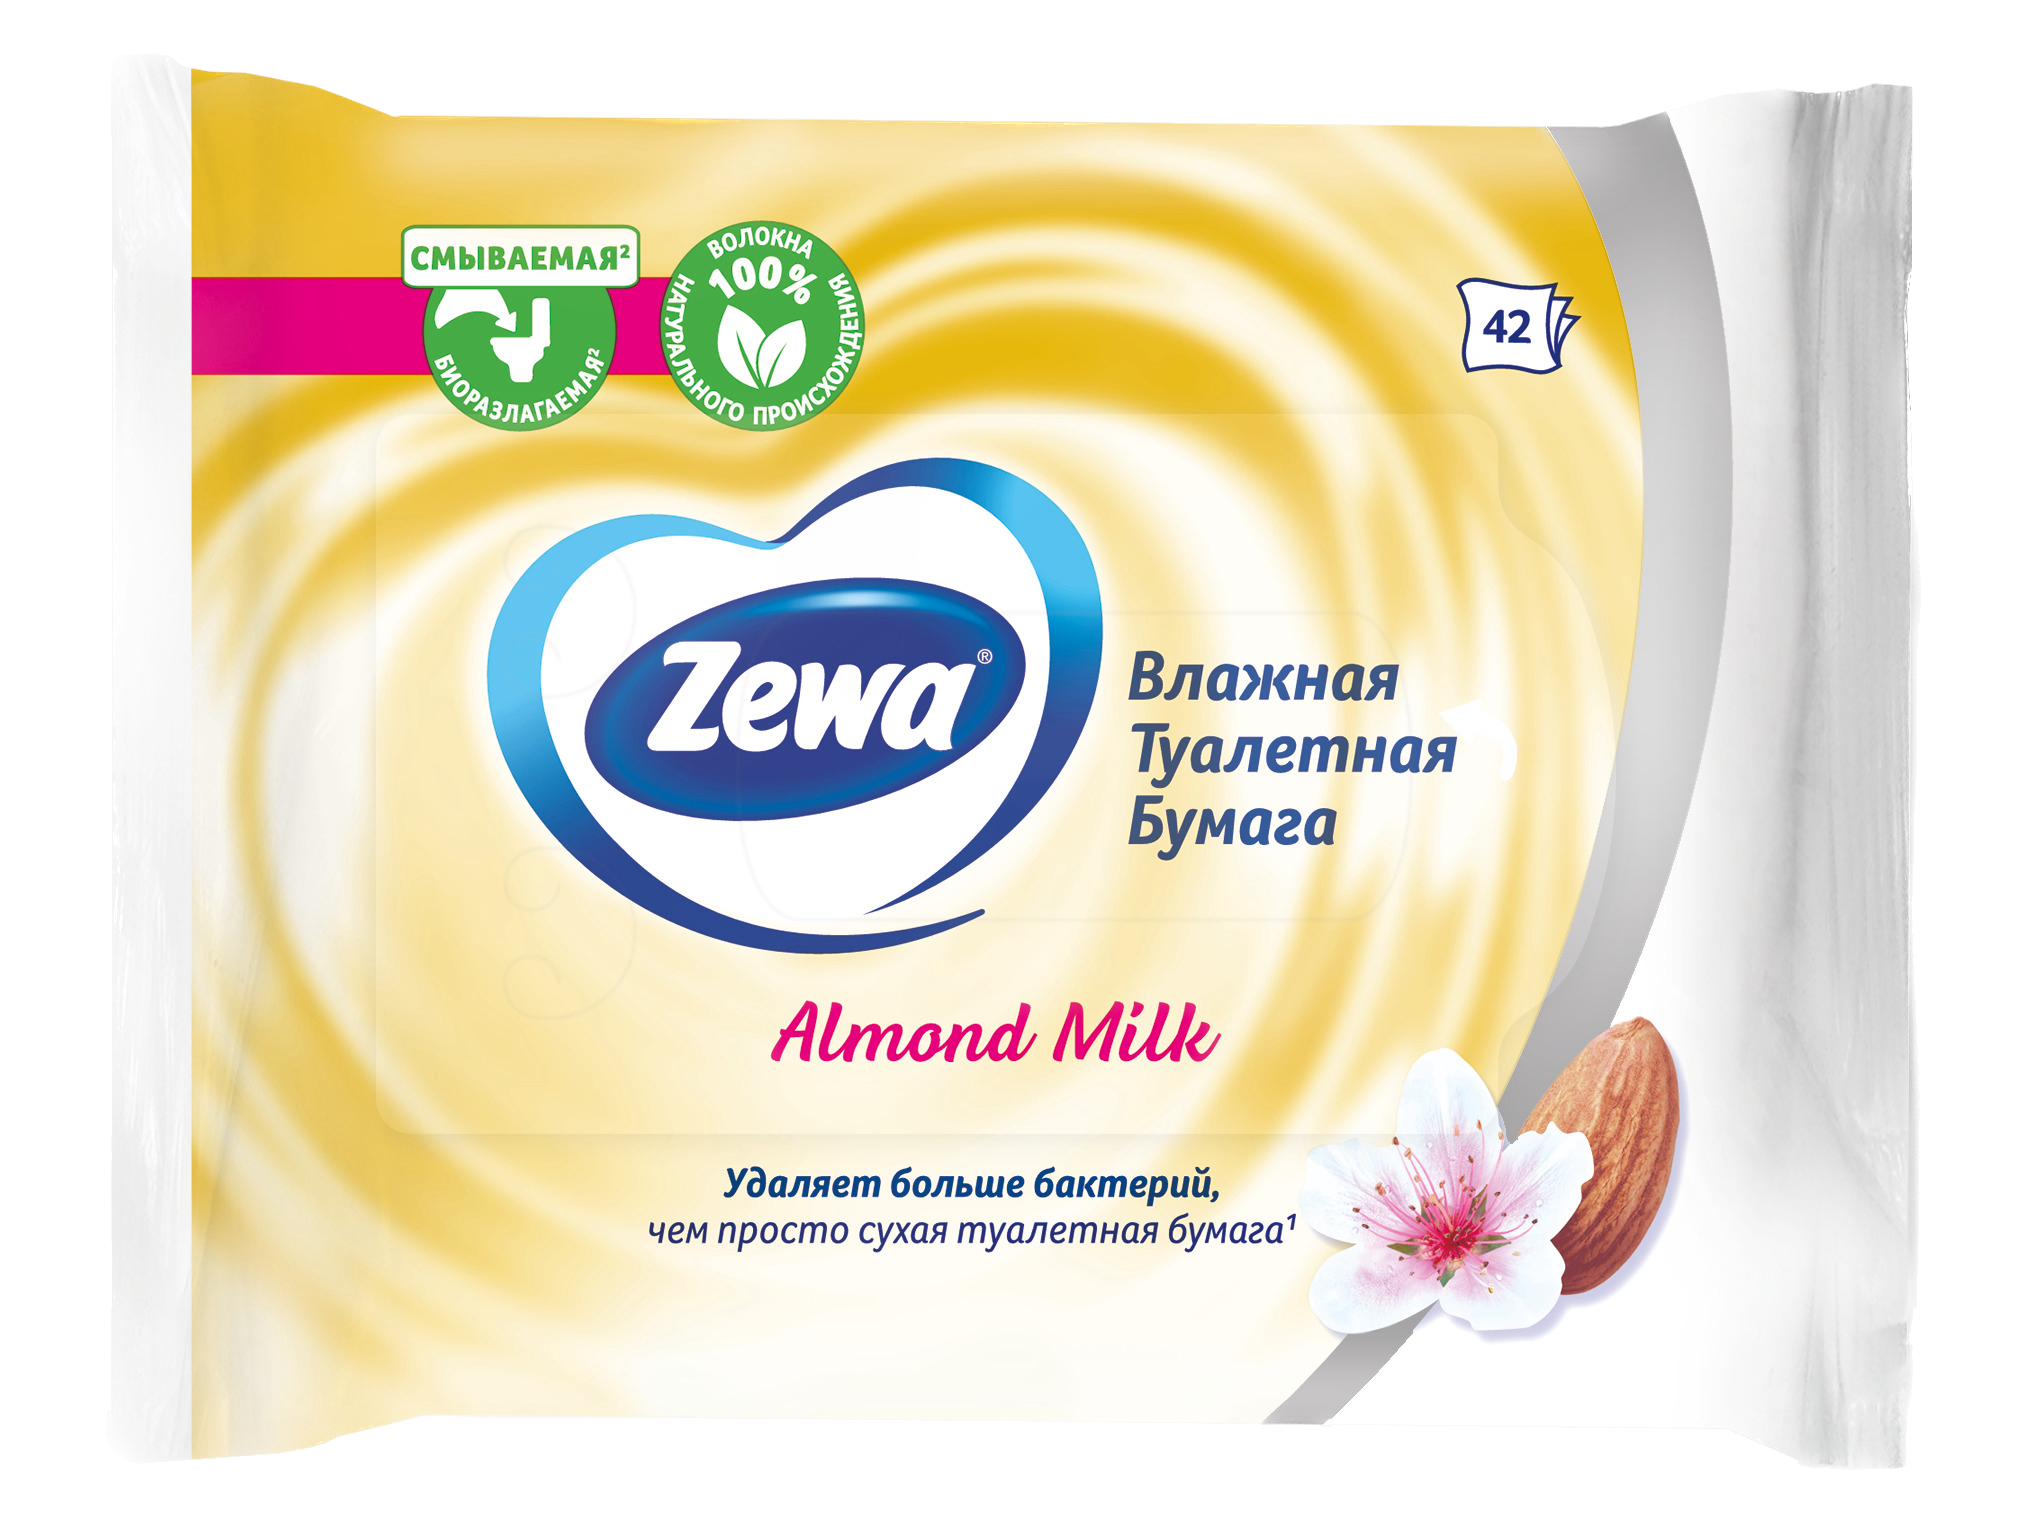 СМЫВАЕМАЯ²
БИОРАЗЛАГАЕМАЯ²
ВОЛОКНА
100%
НАТУРАЛЬНОГО ПРОИСХОЖДЕНИЯ
42
Zewa®
Влажная
Туалетная
Бумага
Almond Milk
Удаляет больше бактерий,
чем просто сухая туалетная бумага¹